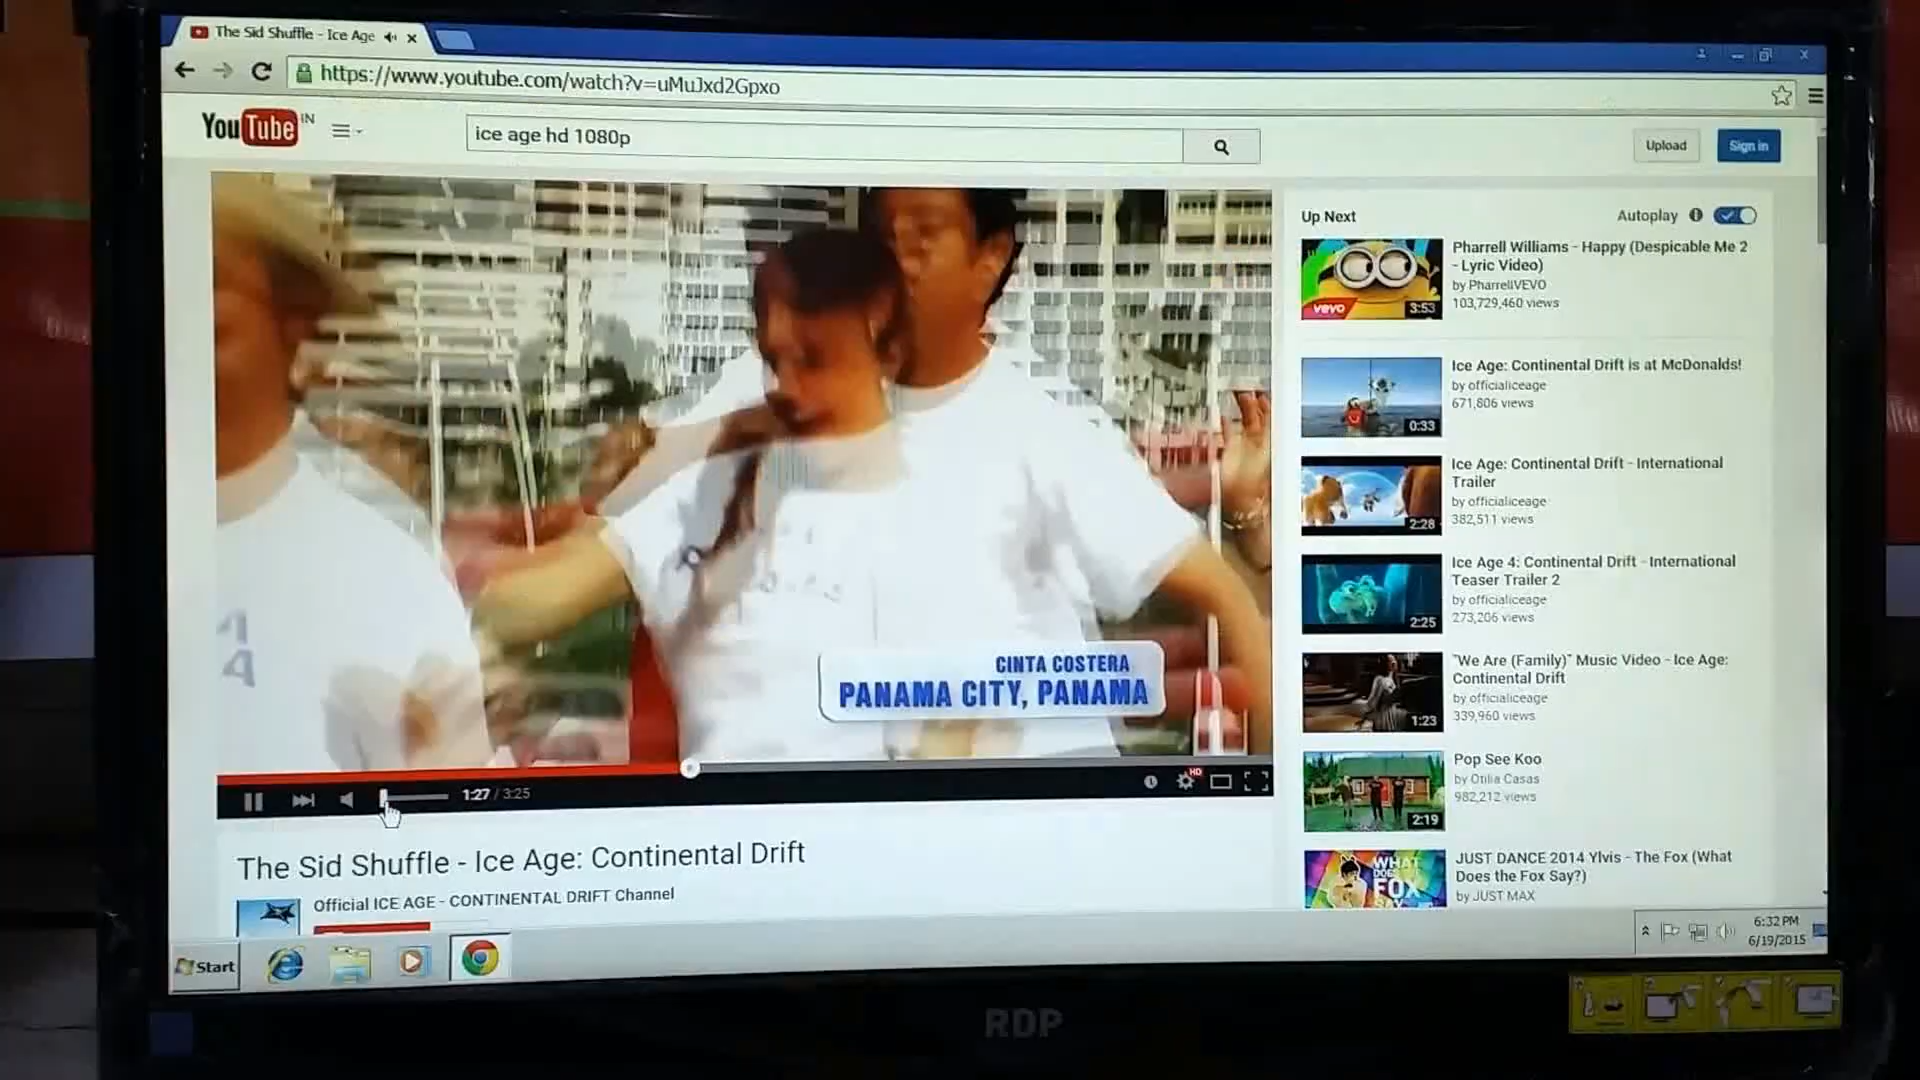 The Sid Shuffle - Ice Age
https://www.youtube.com/watch?v=uMuJxd2Gpxo
YouTube IN
ice age hd 1080p
Upload
Sign in
CINTA COSTERA
PANAMA CITY, PANAMA
HD
1:27 / 3:25
The Sid Shuffle - Ice Age: Continental Drift
Official ICE AGE - CONTINENTAL DRIFT Channel
Up Next
Autoplay
vevo
3:53
Pharrell Williams - Happy (Despicable Me 2
- Lyric Video)
by PharrellVEVO
103,729,460 views
0:33
Ice Age: Continental Drift is at McDonalds!
by officialiceage
671,806 views
2:28
Ice Age: Continental Drift - International
Trailer
by officialiceage
382,511 views
2:25
Ice Age 4: Continental Drift - International
Teaser Trailer 2
by officialiceage
273,206 views
1:23
"We Are (Family)" Music Video - Ice Age:
Continental Drift
by officialiceage
339,960 views
2:19
Pop See Koo
by Otilia Casas
982,212 views
WHAT
DOES
FOX
JUST DANCE 2014 Ylvis - The Fox (What
Does the Fox Say?)
by JUST MAX
Start
6:32 PM
6/19/2015
RDP